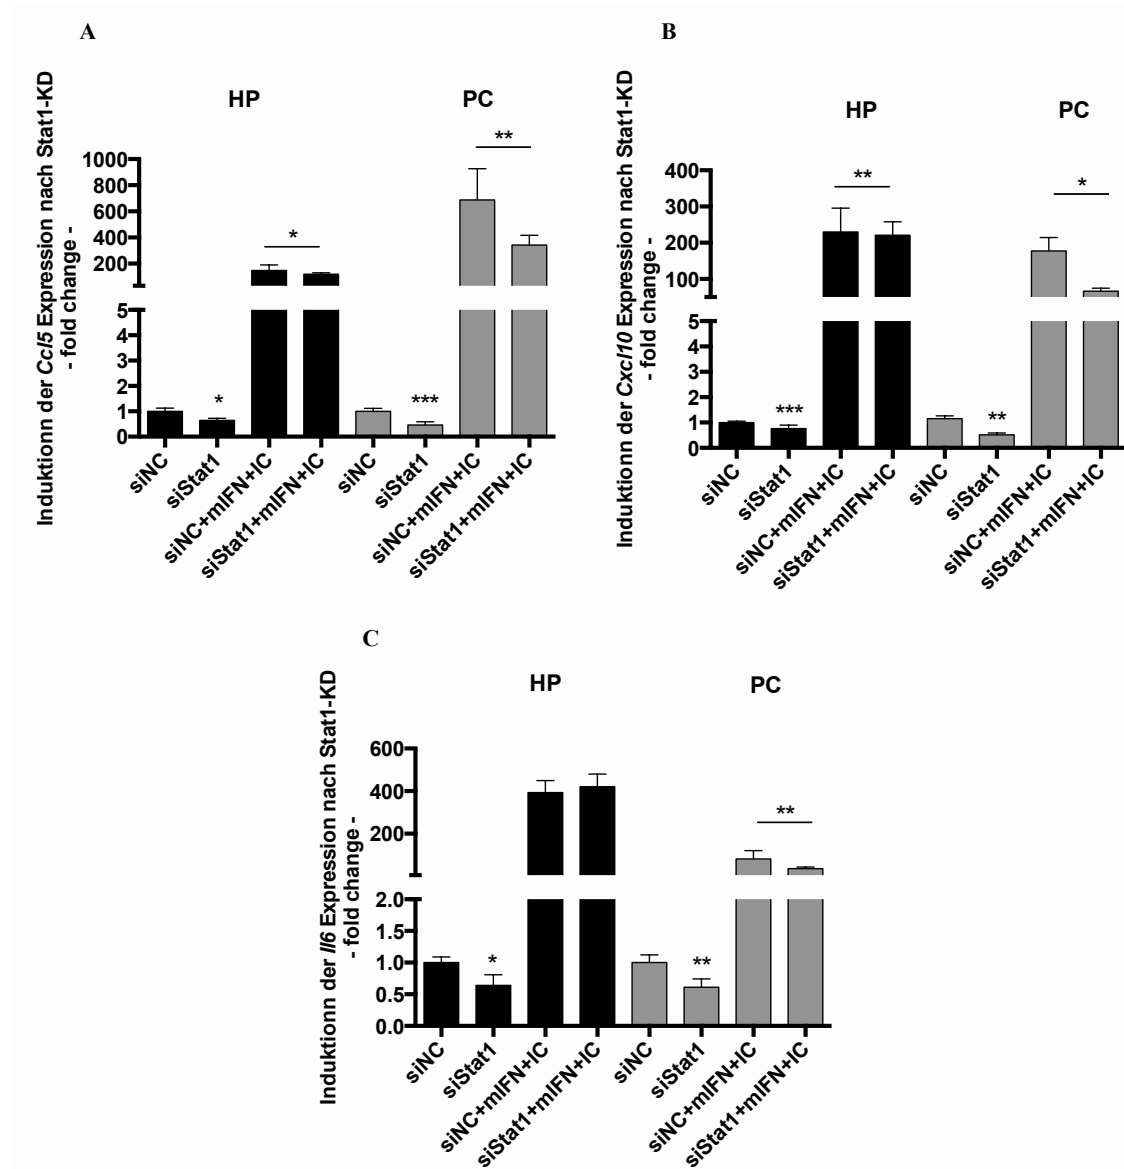 A
Induktionn der Ccl5 Expression nach Stat1-KD
- fold change -
HP
PC
1000
800
600
400
200
5
4
3
2
1
0
*
*
***
**
siNC
siStat1
siNC+mIFN+IC
siStat1+mIFN+IC
siNC
siStat1
siNC+mIFN+IC
siStat1+mIFN+IC
B
Induktionn der Cxcl10 Expression nach Stat1-KD
- fold change -
HP
PC
400
300
200
100
5
4
3
2
1
0
***
**
**
*
siNC
siStat1
siNC+mIFN+IC
siStat1+mIFN+IC
siNC
siStat1
siNC+mIFN+IC
siStat1+mIFN+IC
C
Induktionn der Il6 Expression nach Stat1-KD
- fold change -
HP
PC
600
400
200
2.0
1.5
1.0
0.5
0.0
*
**
**
siNC
siStat1
siNC+mIFN+IC
siStat1+mIFN+IC
siNC
siStat1
siNC+mIFN+IC
siStat1+mIFN+IC